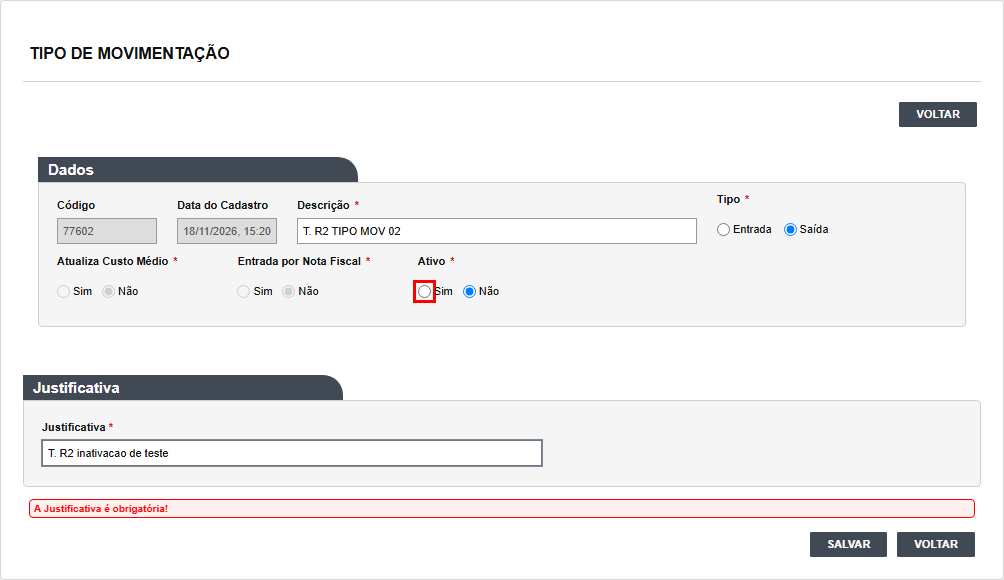 TIPO DE MOVIMENTAÇÃO
VOLTAR
Dados
Código Data do Cadastro Descrição * Tipo *
77602 18/11/2026, 15:20 T. R2 TIPO MOV 02 Entrada Saída
Atualiza Custo Médio * Entrada por Nota Fiscal * Ativo *
Sim Não Sim Não Sim Não
Justificativa
Justificativa *
T. R2 inativacao de teste
A Justificativa é obrigatória!
SALVAR VOLTAR